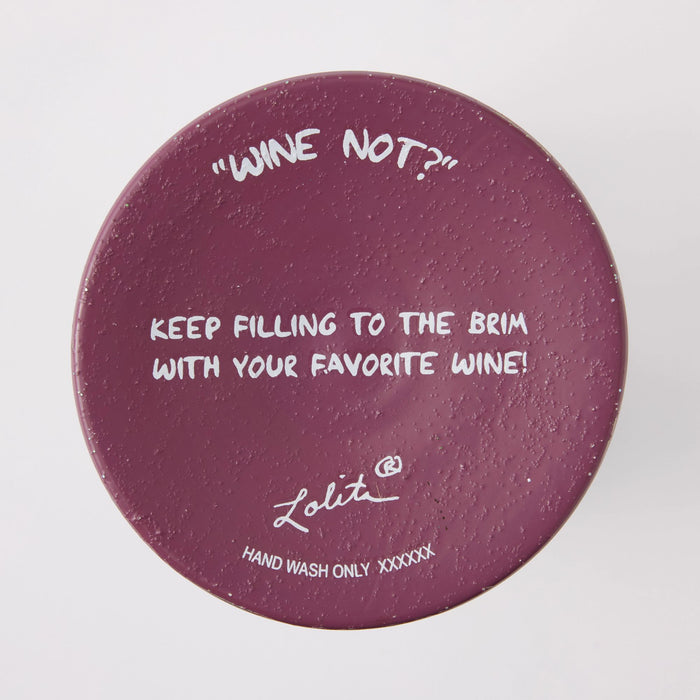 "WINE NOT?"
KEEP FILLING TO THE BRIM
WITH YOUR FAVORITE WINE!
Lolita®
HAND WASH ONLY XXXXXX